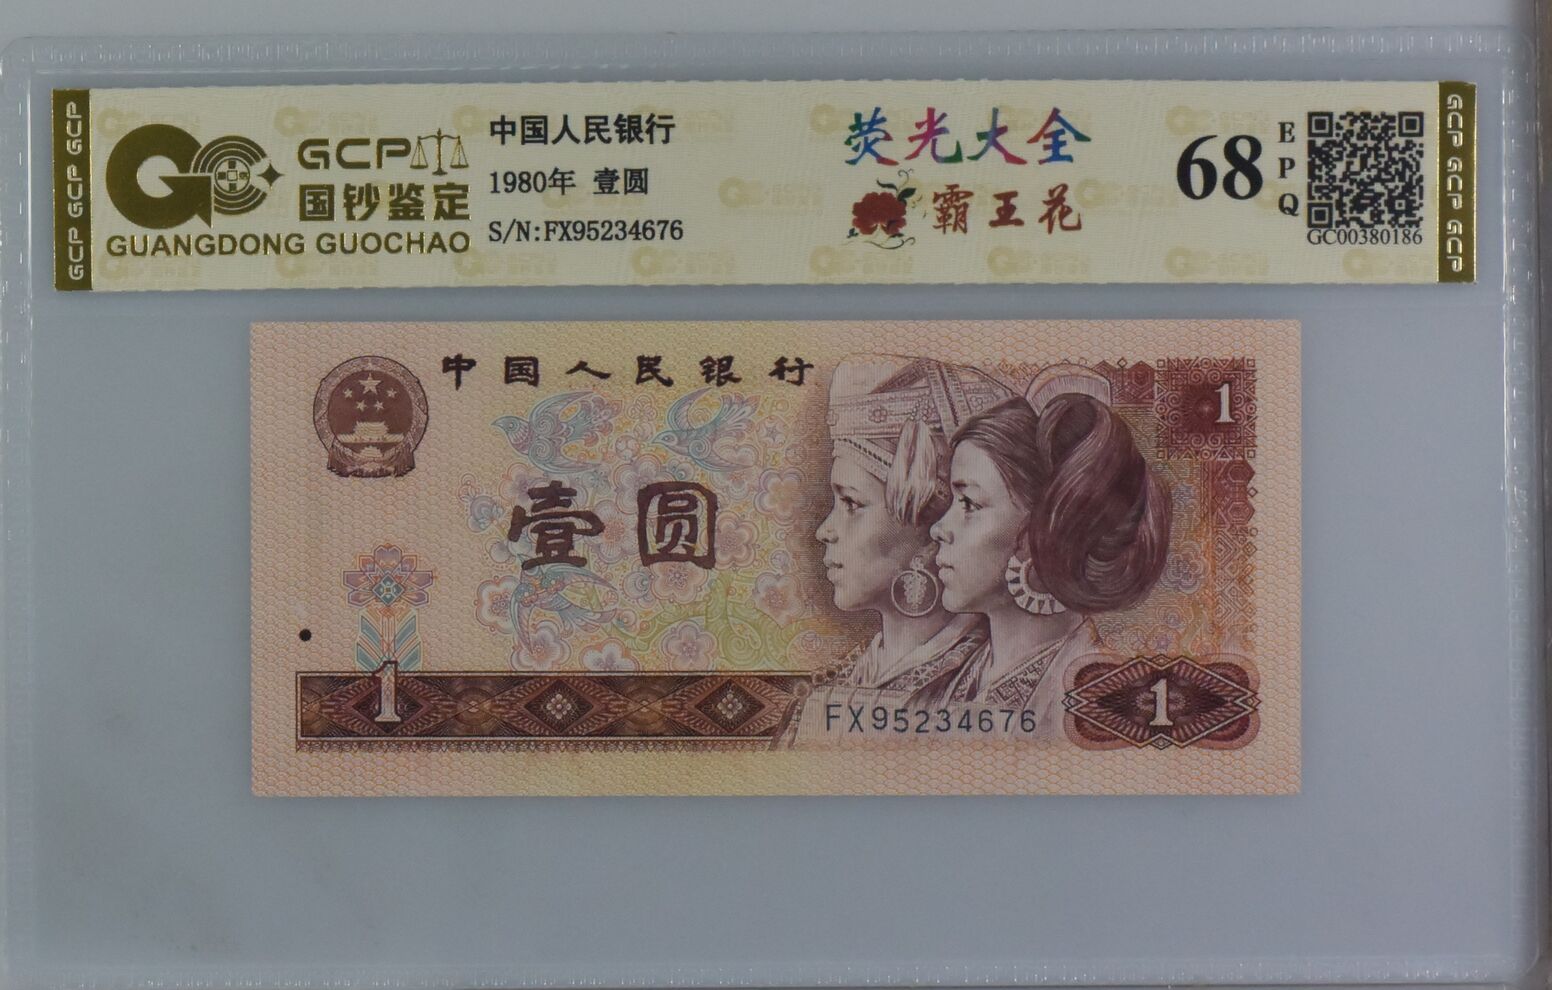 GCP GCP GCP
GCP
国钞鉴定
GUANGDONG GUOCHAO
中国人民银行
1980年 壹圆
S/N:FX95234676
荧光大全
霸王花
68
EPQ
GC00380186
GCP GCP GCP
中国人民银行
1
壹圆
1
FX95234676
1